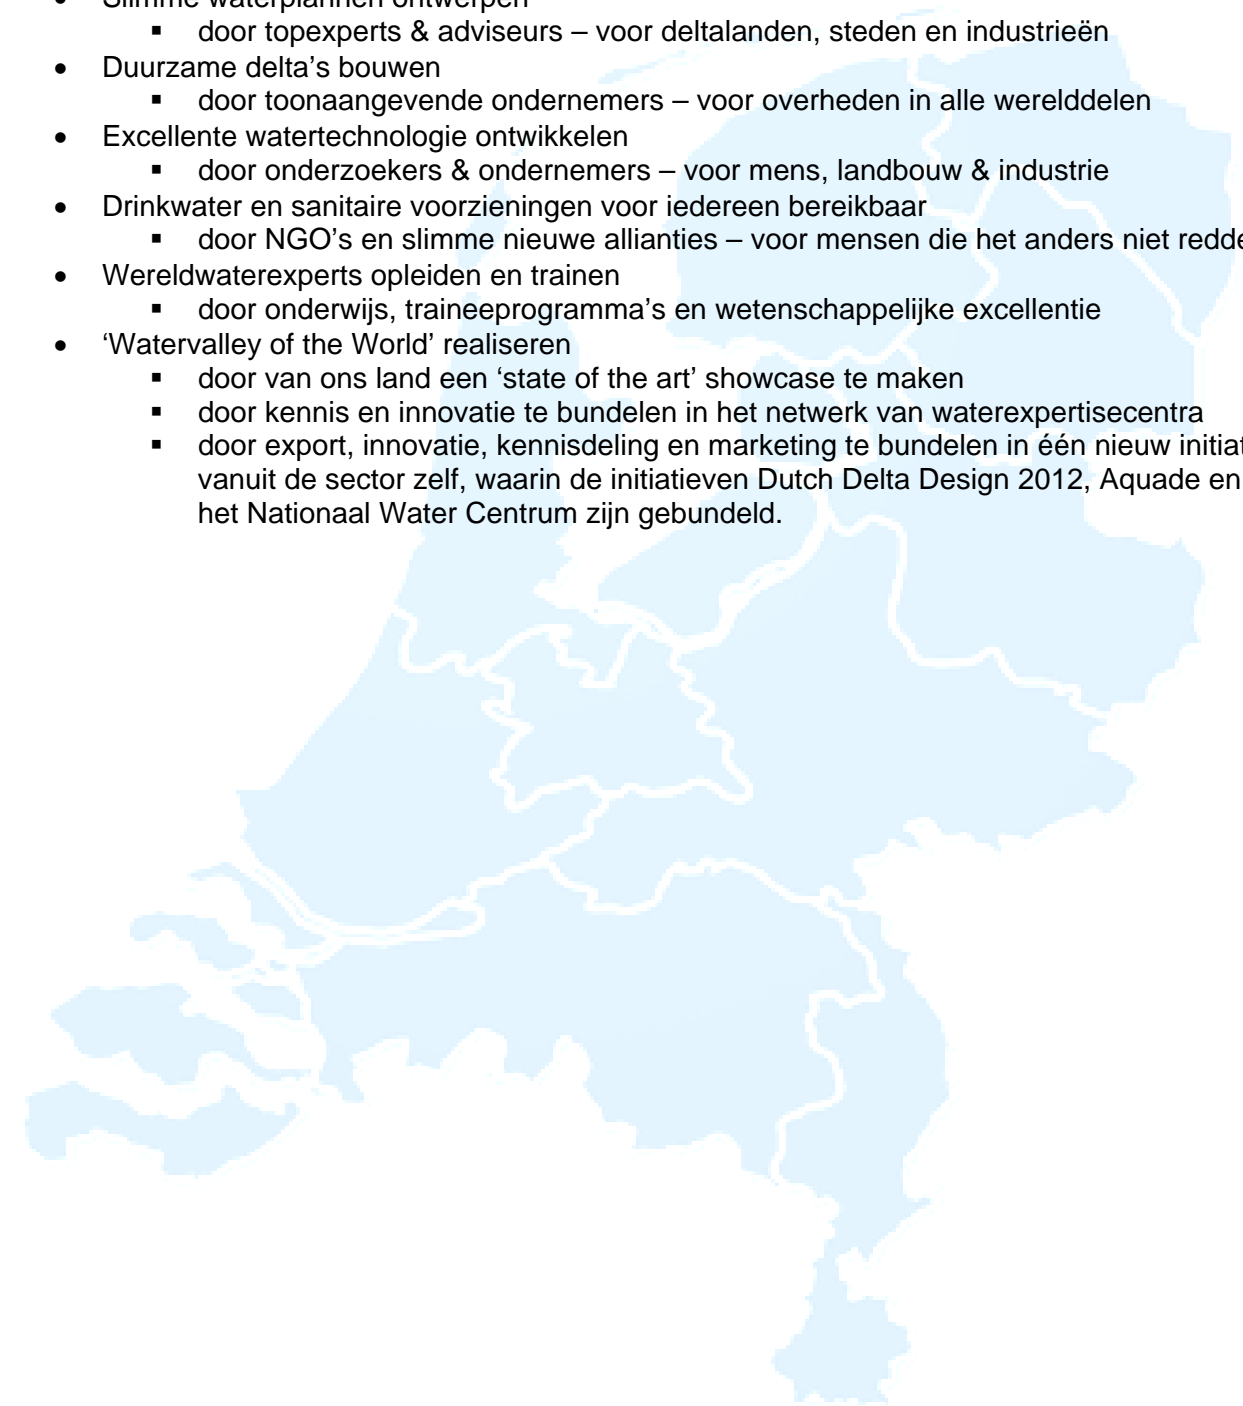 • Slimme waterplannen ontwerpen
▪ door topexperts & adviseurs – voor deltalanden, steden en industrieën
• Duurzame delta’s bouwen
▪ door toonaangevende ondernemers – voor overheden in alle werelddelen
• Excellente watertechnologie ontwikkelen
▪ door onderzoekers & ondernemers – voor mens, landbouw & industrie
• Drinkwater en sanitaire voorzieningen voor iedereen bereikbaar
▪ door NGO’s en slimme nieuwe allianties – voor mensen die het anders niet redde
• Wereldwaterexperts opleiden en trainen
▪ door onderwijs, traineeprogramma’s en wetenschappelijke excellentie
• ‘Watervalley of the World’ realiseren
▪ door van ons land een ‘state of the art’ showcase te maken
▪ door kennis en innovatie te bundelen in het netwerk van waterexpertisecentra
▪ door export, innovatie, kennisdeling en marketing te bundelen in één nieuw initiat
vanuit de sector zelf, waarin de initiatieven Dutch Delta Design 2012, Aquade en
het Nationaal Water Centrum zijn gebundeld.